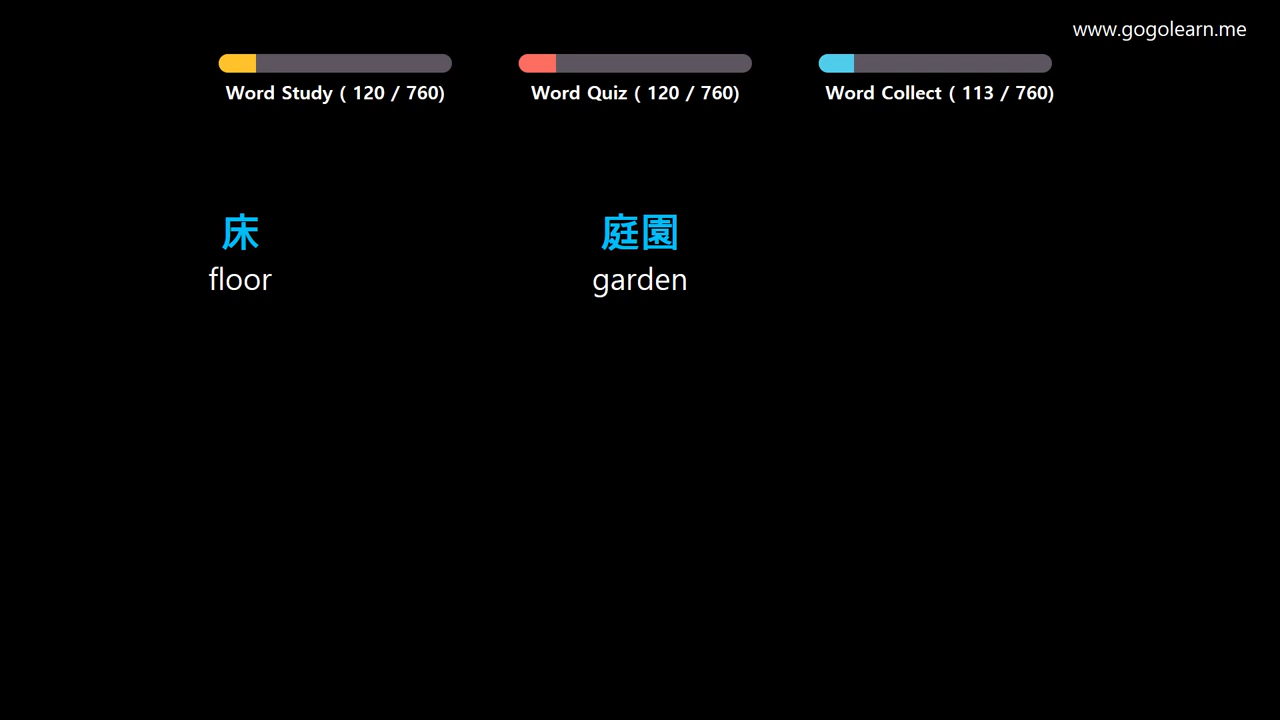 www.gogolearn.me
Word Study ( 120 / 760)
Word Quiz ( 120 / 760)
Word Collect ( 113 / 760)
床
floor
庭園
garden